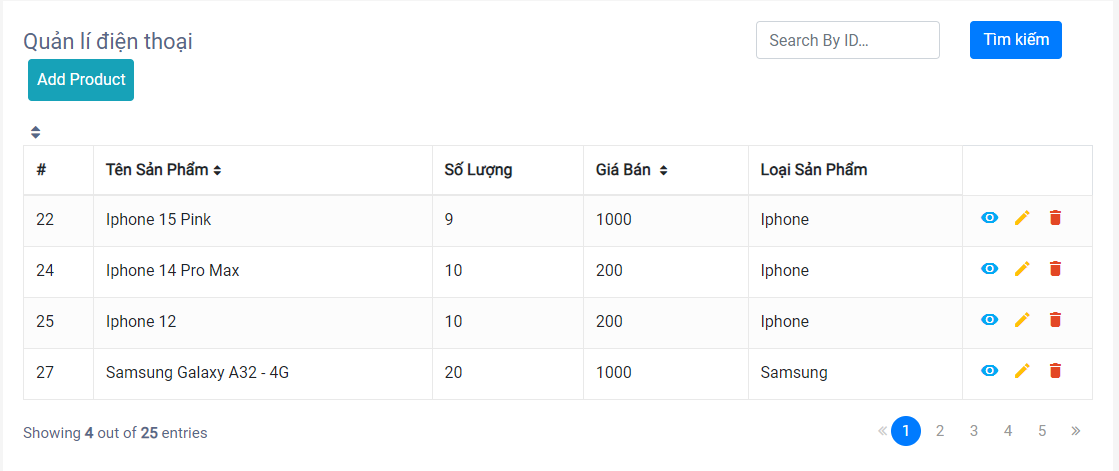 Quản lí điện thoại
Search By ID...
Tìm kiếm
Add Product
# Tên Sản Phẩm Số Lượng Giá Bán Loại Sản Phẩm
22 Iphone 15 Pink 9 1000 Iphone
24 Iphone 14 Pro Max 10 200 Iphone
25 Iphone 12 10 200 Iphone
27 Samsung Galaxy A32 - 4G 20 1000 Samsung
Showing 4 out of 25 entries
« 1 2 3 4 5 »